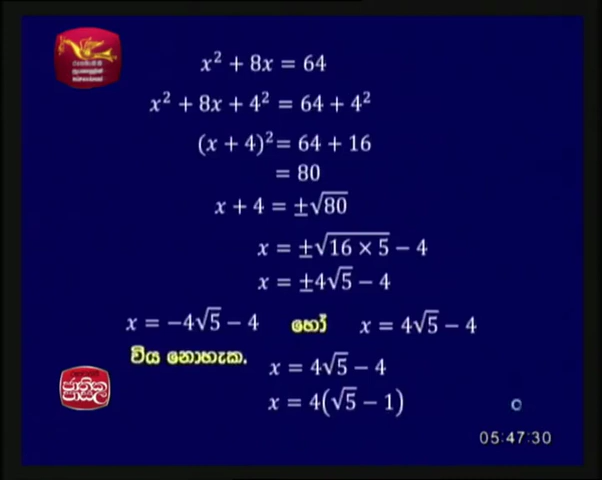 x² + 8x = 64
x² + 8x + 4² = 64 + 4²
(x + 4)² = 64 + 16
= 80
x + 4 = ±√80
x = ±√16 × 5 − 4
x = ±4√5 − 4
x = −4√5 − 4 හෝ x = 4√5 − 4
විය නොහැක. x = 4√5 − 4
x = 4(√5 − 1)
ජාතික
පාසල
05:47:30